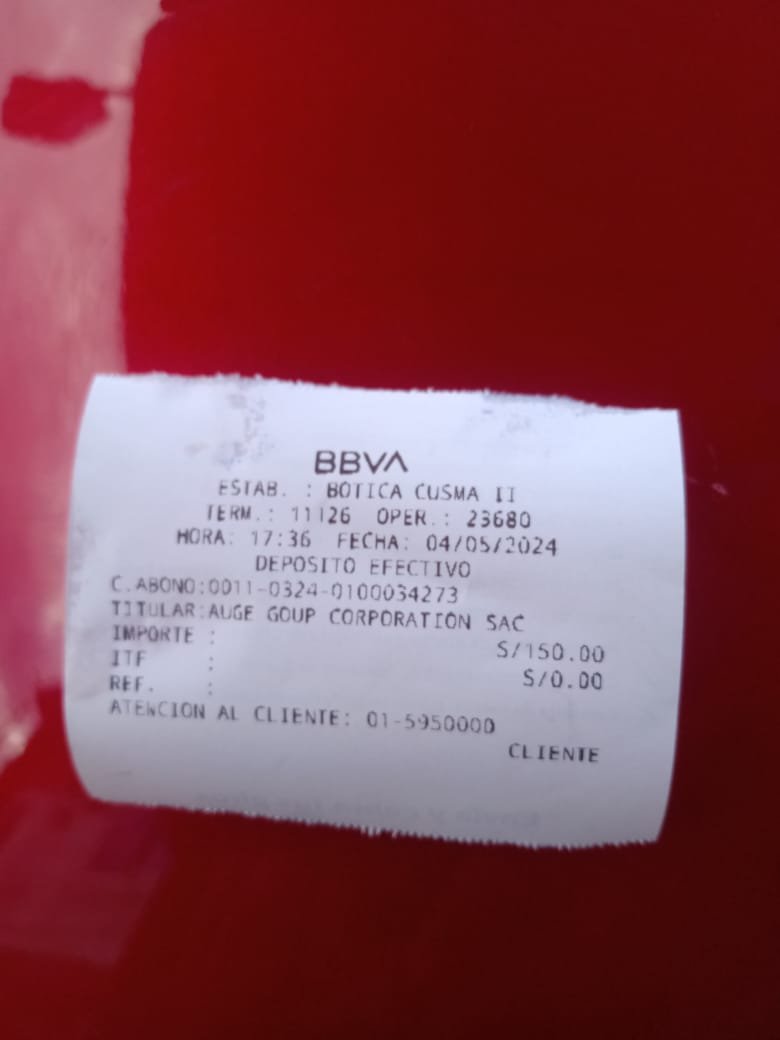 BBVA
ESTAB. : BOTICA CUSMA II
TERM.: 11126 OPER.: 23680
HORA: 17:36 FECHA: 04/05/2024
DEPOSITO EFECTIVO
C.ABONO:0011-0324-0100034273
TITULAR:AUGE GOUP CORPORATION SAC
IMPORTE : S/150.00
ITF : S/0.00
REF. :
ATENCION AL CLIENTE: 01-5950000
CLIENTE